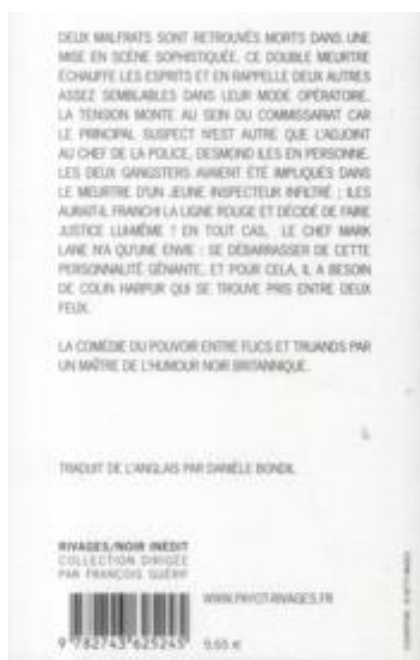 DEUX MALFRATS SONT RETROUVÉS MORTS DANS UNE
MISE EN SCÈNE SOPHISTIQUÉE. CE DOUBLE MEURTRE
ÉCHAUFFE LES ESPRITS ET EN RAPPELLE DEUX AUTRES
ASSEZ SEMBLABLES DANS LEUR MODE OPÉRATOIRE.
LA TENSION MONTE AU SEIN DU COMMISSARIAT CAR
LE PRINCIPAL SUSPECT N'EST AUTRE QUE L'ADJOINT
AU CHEF DE LA POLICE, DESMOND ILES EN PERSONNE.
LES DEUX GANGSTERS AVAIENT ÉTÉ IMPLIQUÉS DANS
LE MEURTRE D'UN JEUNE INSPECTEUR INFILTRÉ ; ILES
AURAIT-IL FRANCHI LA LIGNE ROUGE ET DÉCIDÉ DE FAIRE
JUSTICE LUI-MÊME ? EN TOUT CAS, LE CHEF MARK
LANE N'A QU'UNE ENVIE : SE DÉBARRASSER DE CETTE
PERSONNALITÉ GÊNANTE, ET POUR CELA, IL A BESOIN
DE COLIN HARPUR QUI SE TROUVE PRIS ENTRE DEUX
FEUX.
LA COMÉDIE DU POUVOIR ENTRE FLICS ET TRUANDS PAR
UN MAÎTRE DE L'HUMOUR NOIR BRITANNIQUE.
TRADUIT DE L'ANGLAIS PAR DANIÈLE BONDIL
RIVAGES/NOIR INÉDIT
COLLECTION DIRIGÉE
PAR FRANÇOIS GUÉRIF
WWW.PAYOT-RIVAGES.FR
9 782743 625245
9,65 €